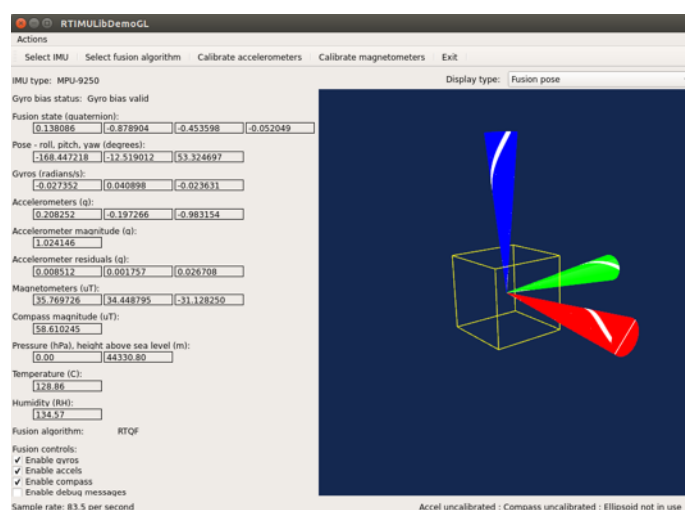 RTIMULibDemoGL
Actions
Select IMU Select fusion algorithm Calibrate accelerometers Calibrate magnetometers Exit
IMU type: MPU-9250 Display type: Fusion pose
Gyro bias status: Gyro bias valid
Fusion state (quaternion):
0.138086 -0.878904 -0.453598 -0.052049
Pose - roll, pitch, yaw (degrees):
-168.447218 -12.519012 53.324697
Gyros (radians/s):
-0.027352 0.040898 -0.023631
Accelerometers (g):
0.208252 -0.197266 -0.983154
Accelerometer magnitude (g):
1.024146
Accelerometer residuals (g):
0.008512 0.001757 0.026708
Magnetometers (uT):
35.769726 34.448795 -31.128250
Compass magnitude (uT):
58.610245
Pressure (hPa), height above sea level (m):
0.00 44330.80
Temperature (C):
128.86
Humidity (RH):
134.57
Fusion algorithm: RTQF
Fusion controls:
Enable gyros
Enable accels
Enable compass
Enable debug messages
Sample rate: 83.5 per second Accel uncalibrated : Compass uncalibrated : Ellipsoid not in use